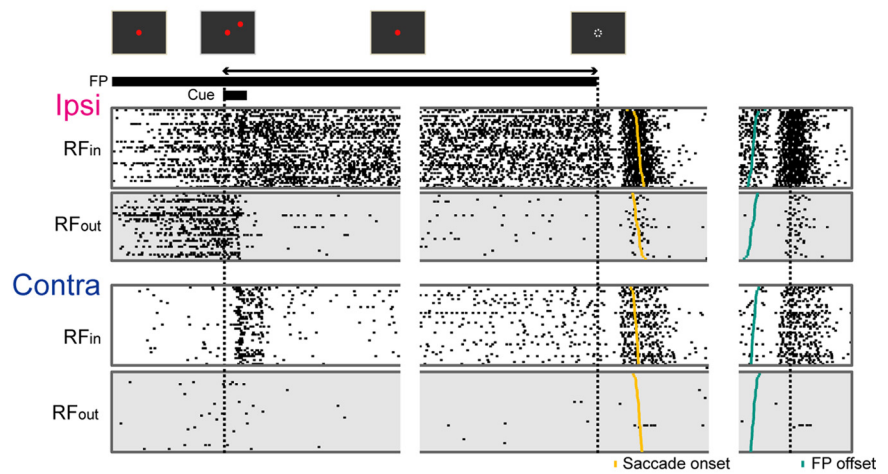 FP
Cue
Ipsi
RFin
RFout
Contra
RFin
RFout
Saccade onset
FP offset